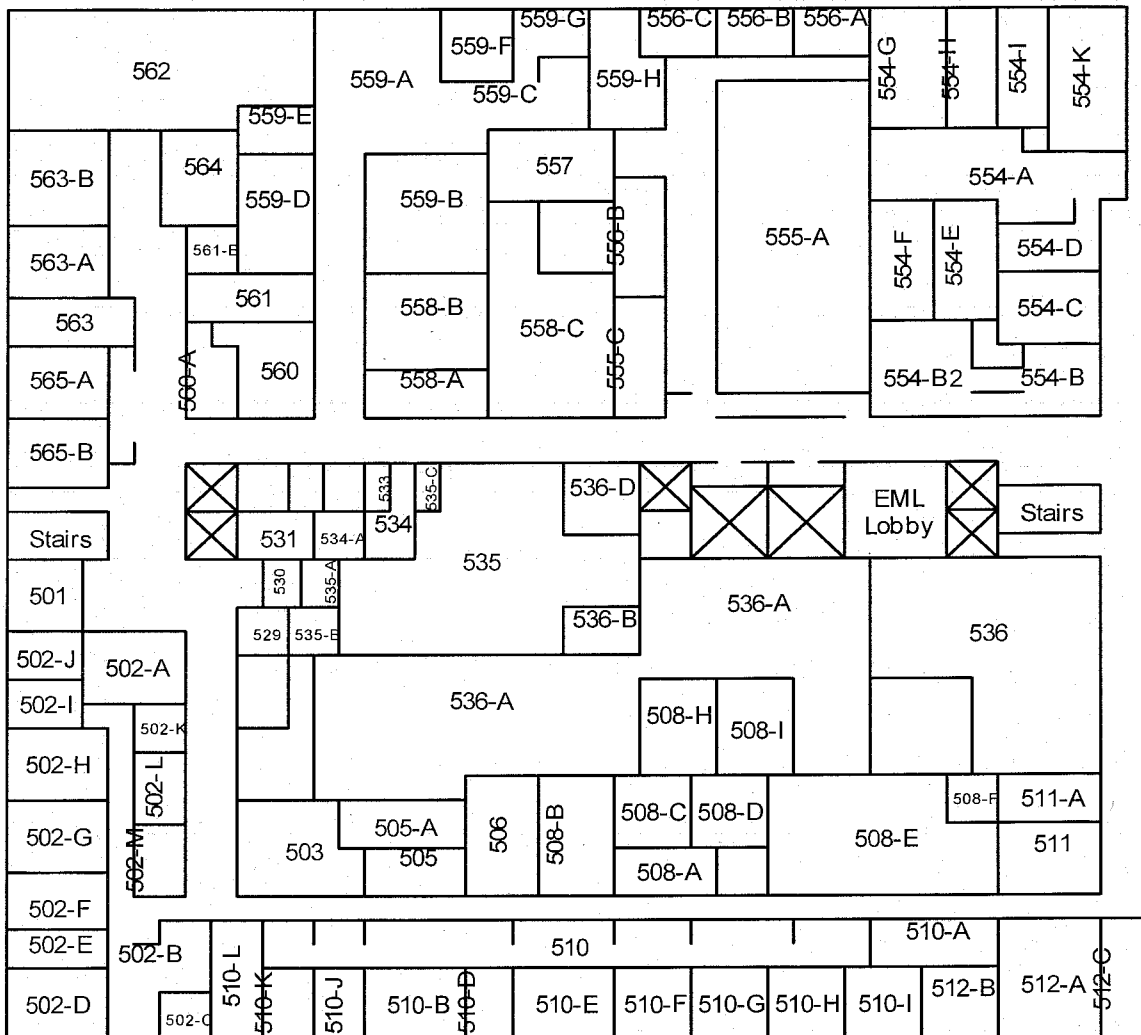 562
559-A
559-F
559-G
559-C
559-H
556-C
556-B
556-A
554-G
554-H
554-I
554-K
559-E
563-B
564
559-D
559-B
557
555-A
554-A
563-A
561-B
556-B
554-F
554-E
554-D
563
561
558-B
558-C
554-C
565-A
560-A
560
558-A
555-C
554-B2
554-B
565-B
533
535-C
536-D
EML
Lobby
Stairs
Stairs
531
534-A
534
535
501
530
535-A
536-A
536
529
535-B
536-B
502-J
502-A
502-I
536-A
508-H
508-I
502-K
502-H
502-L
508-F
511-A
502-G
502-M
503
505-A
505
506
508-B
508-C
508-D
508-A
508-E
511
502-F
502-E
502-B
510-L
510
510-A
502-D
502-C
510-K
510-J
510-B
510-D
510-E
510-F
510-G
510-H
510-I
512-B
512-A
512-C